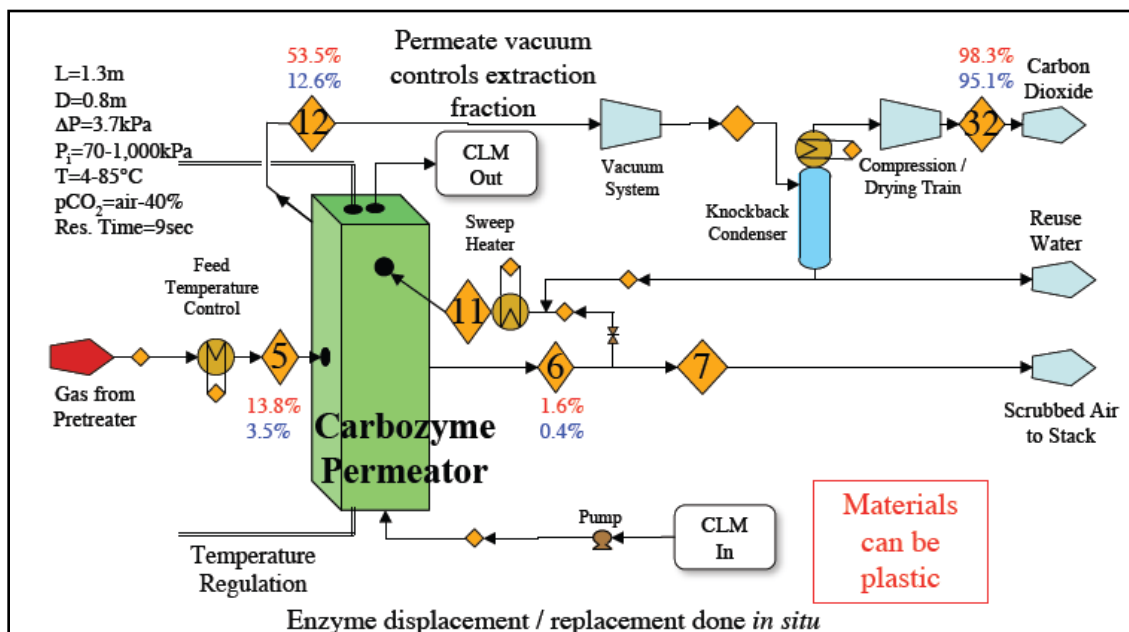 L=1.3m
D=0.8m
ΔP=3.7kPa
Pi=70-1,000kPa
T=4-85°C
pCO2=air-40%
Res. Time=9sec
53.5%
12.6%
12
Permeate vacuum
controls extraction
fraction
CLM
Out
Vacuum
System
98.3%
95.1%
32
Carbon
Dioxide
Compression /
Drying Train
Knockback
Condenser
Sweep
Heater
11
Reuse
Water
Feed
Temperature
Control
5
13.8%
3.5%
Gas from
Pretreater
6
1.6%
0.4%
7
Scrubbed Air
to Stack
Carbozyme
Permeator
Temperature
Regulation
Pump
CLM
In
Materials
can be
plastic
Enzyme displacement / replacement done in situ